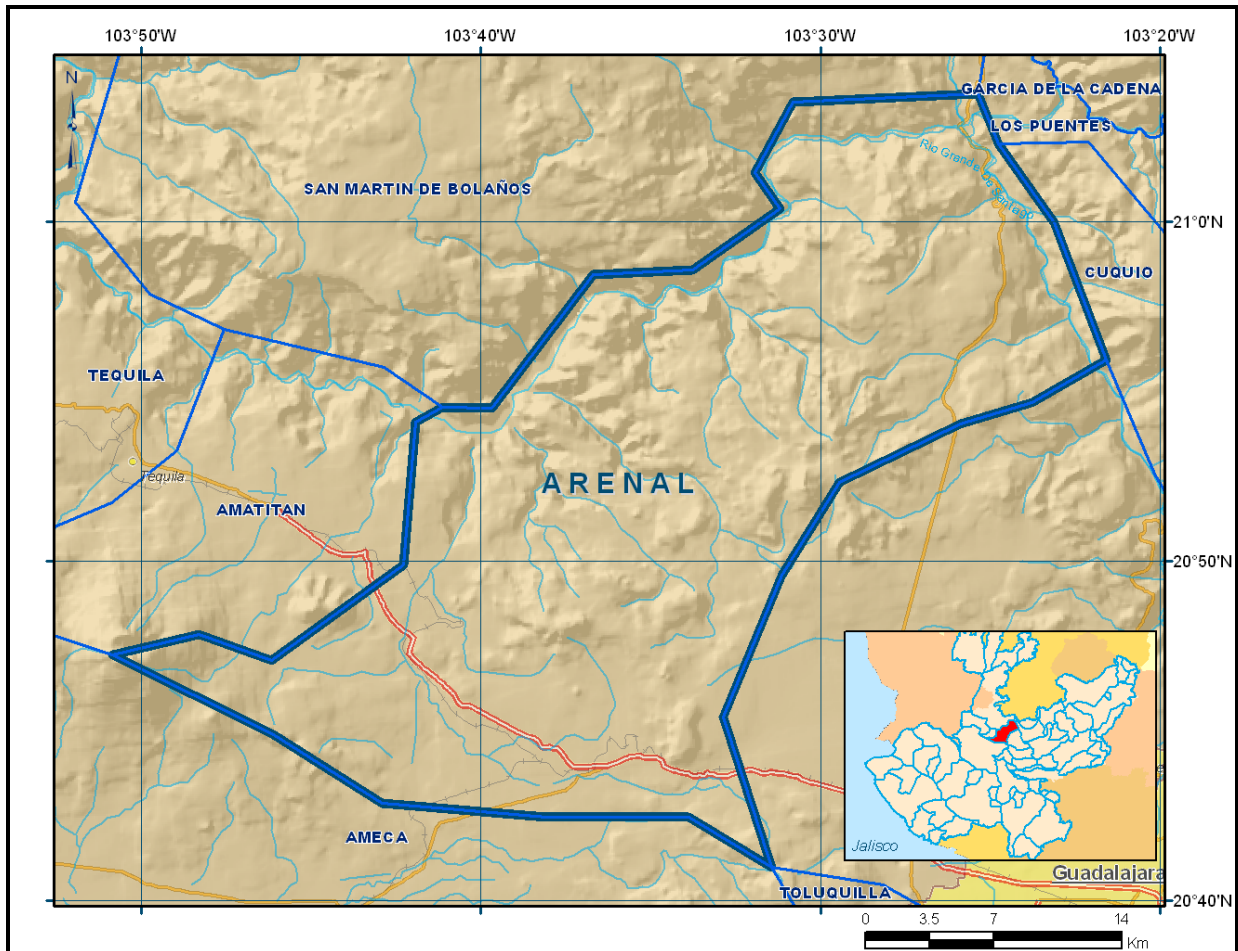 103°50'W
103°40'W
103°30'W
103°20'W
N
GARCIA DE LA CADENA
LOS PUENTES
Rio Grande De Santiago
SAN MARTIN DE BOLAÑOS
21°0'N
CUQUIO
TEQUILA
Tequila
ARENAL
AMATITAN
20°50'N
AMECA
Jalisco
Guadalajara
TOLUQUILLA
20°40'N
0 3.5 7 14
Km